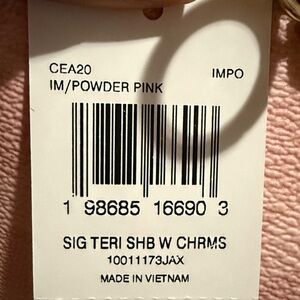 CEA20 IMPO
IM/POWDER PINK
1 98685 16690 3
SIG TERI SHB W CHRMS
10011173JAX
MADE IN VIETNAM